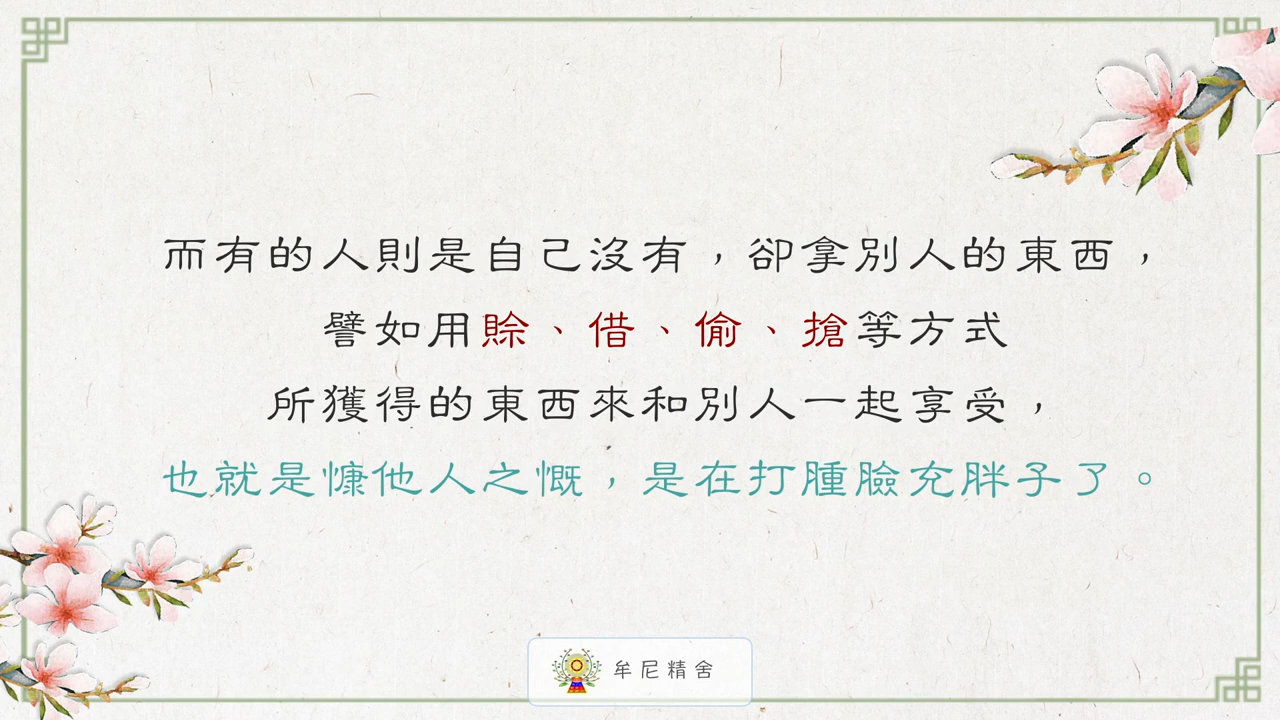 而有的人則是自己沒有，卻拿別人的東西，
譬如用賒、借、偷、搶等方式
所獲得的東西來和別人一起享受，
也就是慷他人之慨，是在打腫臉充胖子了。
牟尼精舍